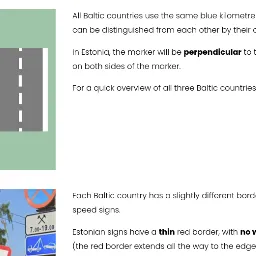 All Baltic countries use the same blue kilometre
can be distinguished from each other by their
In Estonia, the marker will be perpendicular to
on both sides of the marker.
For a quick overview of all three Baltic countries
Each Baltic country has a slightly different
speed signs.
Estonian signs have a thin red border, with no
(the red border extends all the way to the edge
7.00-19.00